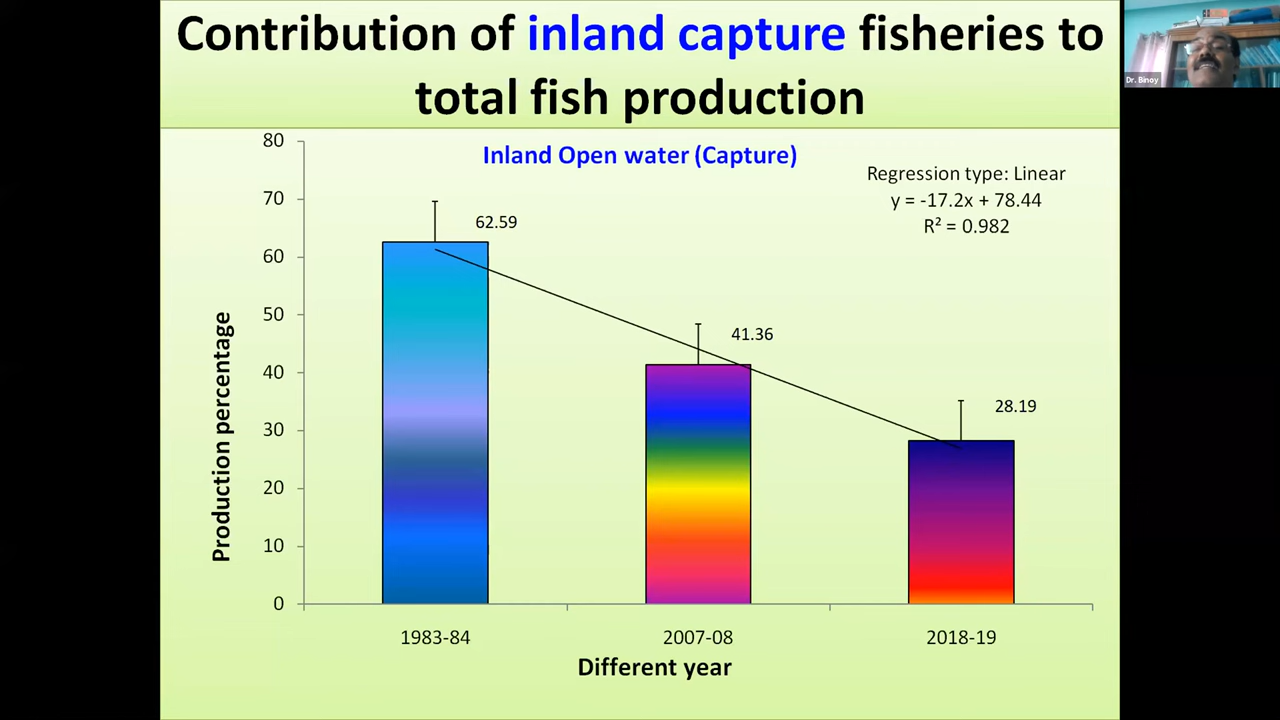 Contribution of inland capture fisheries to
total fish production
Dr. Binoy
Inland Open water (Capture)
Regression type: Linear
y = -17.2x + 78.44
R² = 0.982
Production percentage
80
70
60
50
40
30
20
10
0
62.59
41.36
28.19
1983-84
2007-08
2018-19
Different year